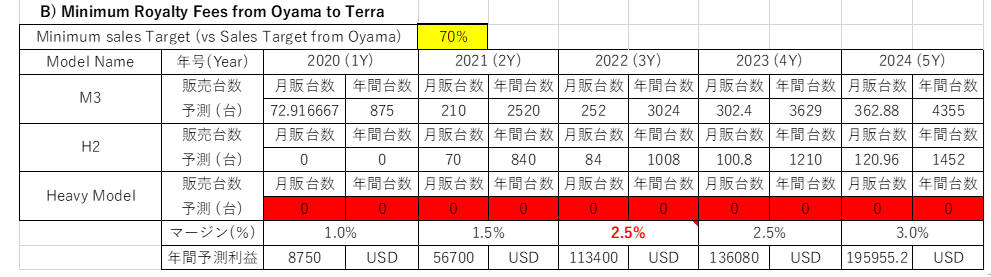 B) Minimum Royalty Fees from Oyama to Terra
Minimum sales Target (vs Sales Target from Oyama) 70%
Model Name 年号(Year) 2020 (1Y) 2021 (2Y) 2022 (3Y) 2023 (4Y) 2024 (5Y)
M3 販売台数 月販台数 年間台数 月販台数 年間台数 月販台数 年間台数 月販台数 年間台数 月販台数 年間台数
予測 (台) 72.916667 875 210 2520 252 3024 302.4 3629 362.88 4355
H2 販売台数 月販台数 年間台数 月販台数 年間台数 月販台数 年間台数 月販台数 年間台数 月販台数 年間台数
予測 (台) 0 0 70 840 84 1008 100.8 1210 120.96 1452
Heavy Model 販売台数 月販台数 年間台数 月販台数 年間台数 月販台数 年間台数 月販台数 年間台数 月販台数 年間台数
予測 (台) 0 0 0 0 0 0 0 0 0 0
マージン(%) 1.0% 1.5% 2.5% 2.5% 3.0%
年間予測利益 8750 USD 56700 USD 113400 USD 136080 USD 195955.2 USD